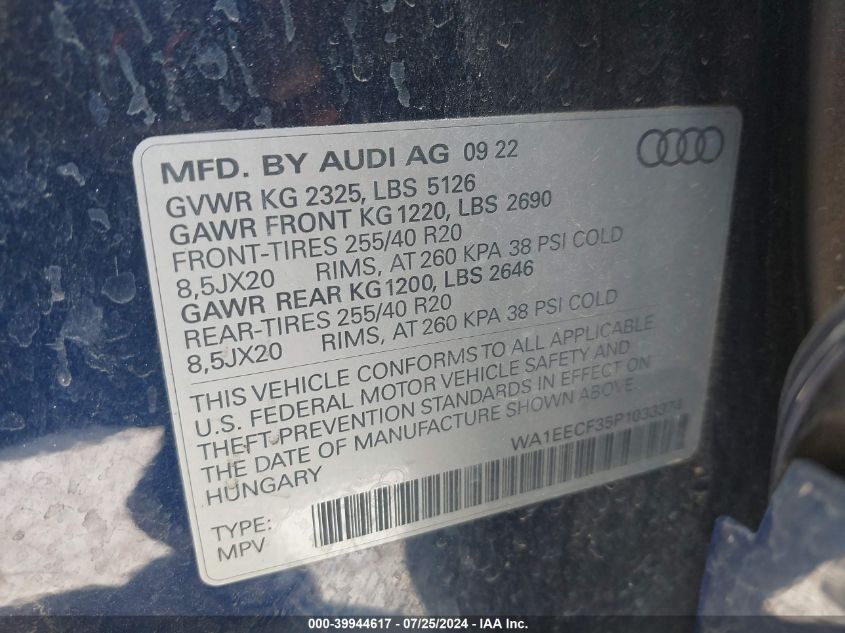 MFD. BY AUDI AG 09 22
GVWR KG 2325, LBS 5126
GAWR FRONT KG 1220, LBS 2690
FRONT-TIRES 255/40 R20
8,5JX20 RIMS, AT 260 KPA 38 PSI COLD
GAWR REAR KG 1200, LBS 2646
REAR-TIRES 255/40 R20
8,5JX20 RIMS, AT 260 KPA 38 PSI COLD
THIS VEHICLE CONFORMS TO ALL APPLICABLE
U.S. FEDERAL MOTOR VEHICLE SAFETY AND
THEFT-PREVENTION STANDARDS IN EFFECT ON
THE DATE OF MANUFACTURE SHOWN ABOVE.
HUNGARY
WA1EECF35P1033374
TYPE:
MPV
000-39944617 - 07/25/2024 - IAA Inc.